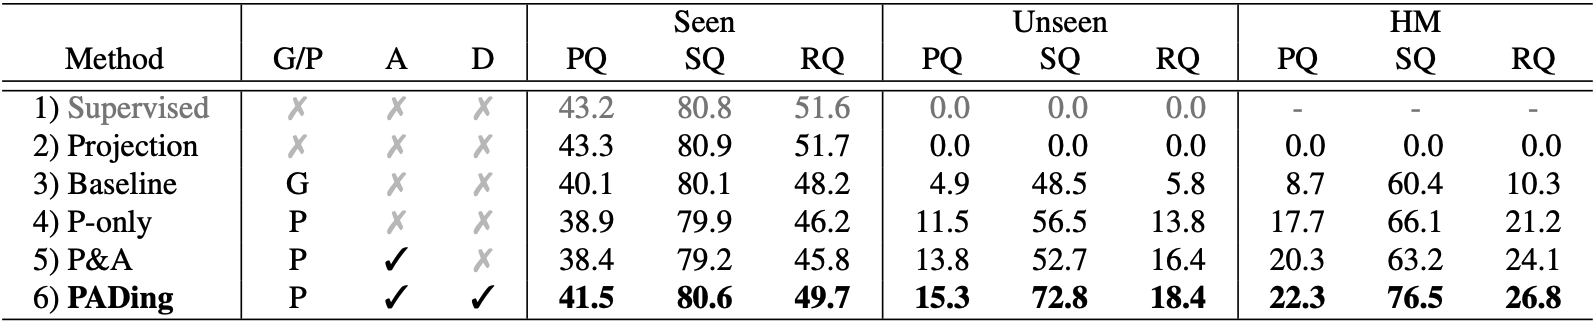 Seen Unseen HM
Method G/P A D PQ SQ RQ PQ SQ RQ PQ SQ RQ
1) Supervised ✗ ✗ ✗ 43.2 80.8 51.6 0.0 0.0 0.0 - - -
2) Projection ✗ ✗ ✗ 43.3 80.9 51.7 0.0 0.0 0.0 0.0 0.0 0.0
3) Baseline G ✗ ✗ 40.1 80.1 48.2 4.9 48.5 5.8 8.7 60.4 10.3
4) P-only P ✗ ✗ 38.9 79.9 46.2 11.5 56.5 13.8 17.7 66.1 21.2
5) P&A P ✓ ✗ 38.4 79.2 45.8 13.8 52.7 16.4 20.3 63.2 24.1
6) PADing P ✓ ✓ 41.5 80.6 49.7 15.3 72.8 18.4 22.3 76.5 26.8